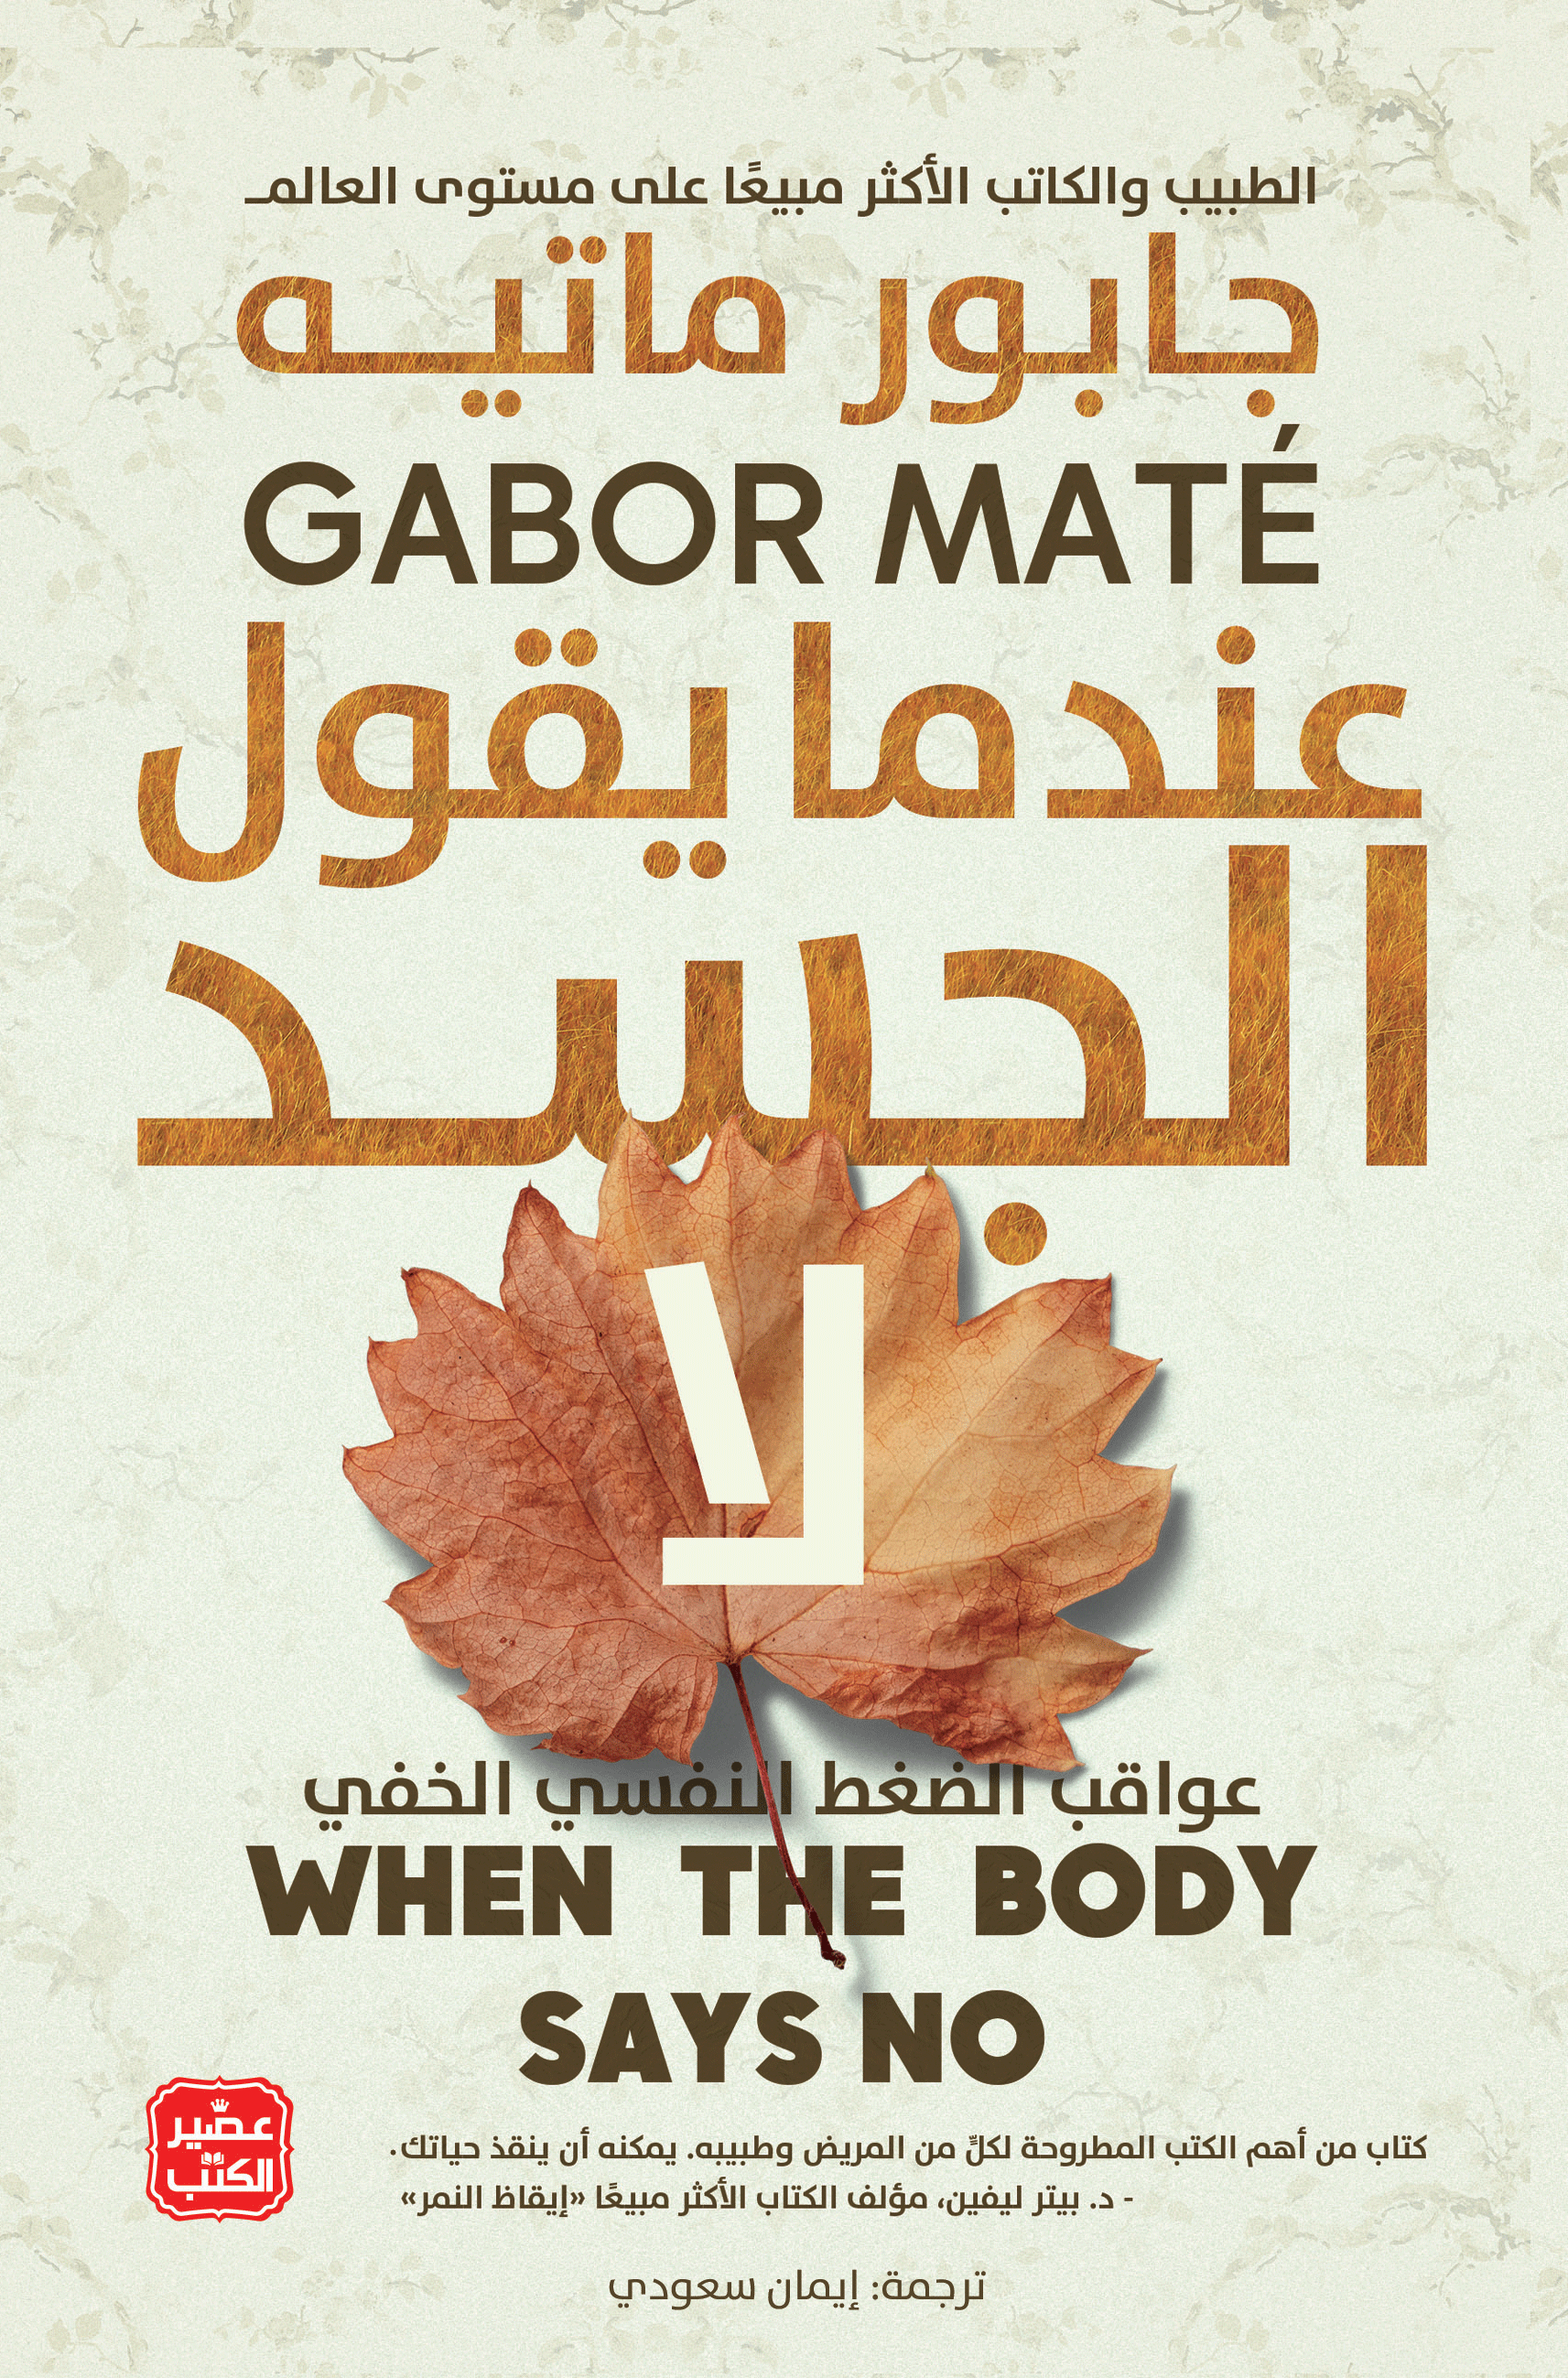 الطبيب والكاتب الأكثر مبيعًا على مستوى العالمـ
جابور ماتيـه
GABOR MATÉ
عندما يقول
الجسد
لا
عواقب الضغط النفسي الخفي
WHEN THE BODY
SAYS NO
كتاب من أهم الكتب المطروحة لكلٍّ من المريض وطبيبه. يمكنه أن ينقذ حياتك.
- د. بيتر ليفين، مؤلف الكتاب الأكثر مبيعًا «إيقاظ النمر»
عصير
الكتب
ترجمة: إيمان سعودي